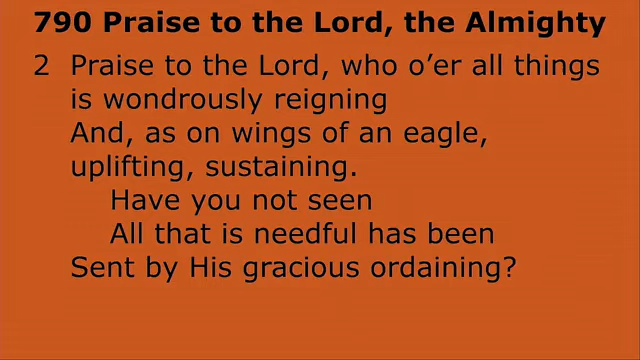 790 Praise to the Lord, the Almighty
2 Praise to the Lord, who o’er all things
is wondrously reigning
And, as on wings of an eagle,
uplifting, sustaining.
Have you not seen
All that is needful has been
Sent by His gracious ordaining?